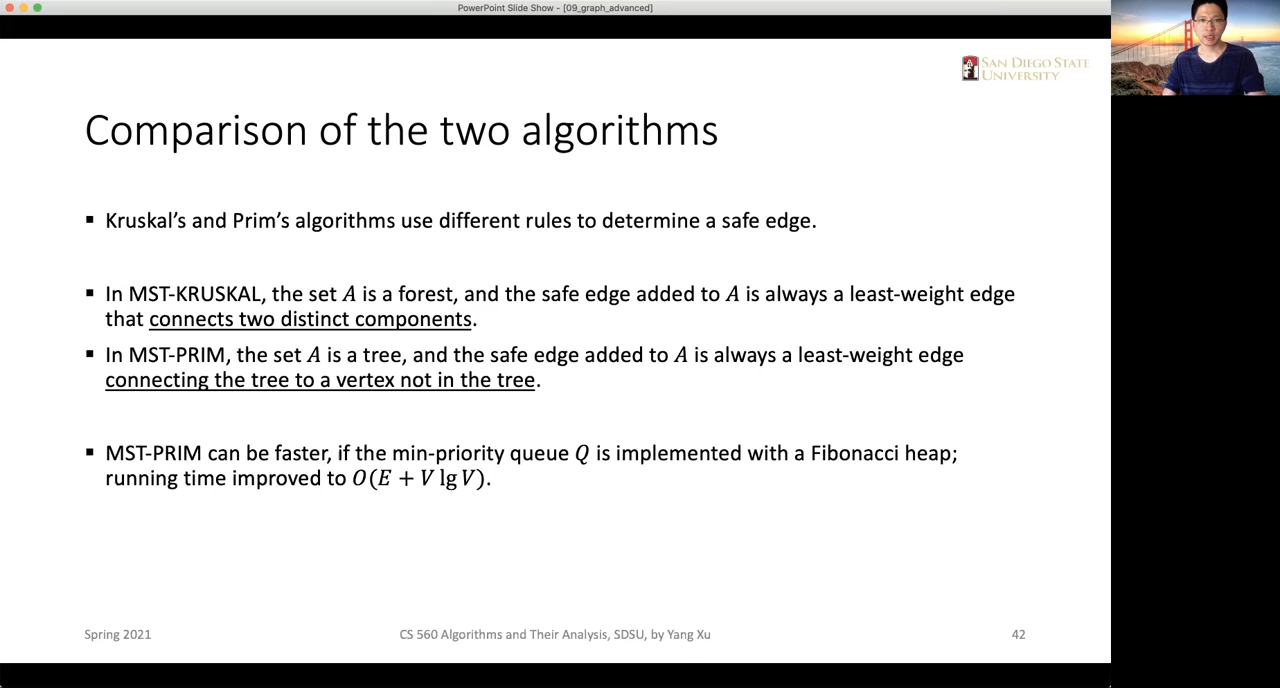 PowerPoint Slide Show - [09_graph_advanced]
SAN DIEGO STATE
UNIVERSITY
Comparison of the two algorithms
▪ Kruskal’s and Prim’s algorithms use different rules to determine a safe edge.
▪ In MST-KRUSKAL, the set A is a forest, and the safe edge added to A is always a least-weight edge
that connects two distinct components.
▪ In MST-PRIM, the set A is a tree, and the safe edge added to A is always a least-weight edge
connecting the tree to a vertex not in the tree.
▪ MST-PRIM can be faster, if the min-priority queue Q is implemented with a Fibonacci heap;
running time improved to O(E + V lg V).
Spring 2021
CS 560 Algorithms and Their Analysis, SDSU, by Yang Xu
42